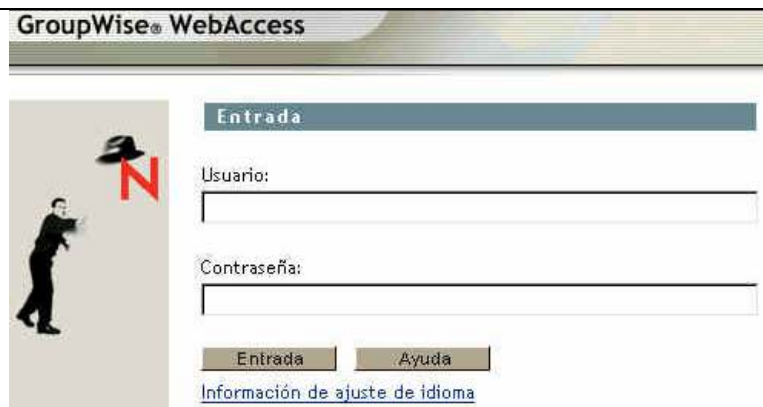 GroupWise® WebAccess
Entrada
N
Usuario:
Contraseña:
Entrada Ayuda
Información de ajuste de idioma